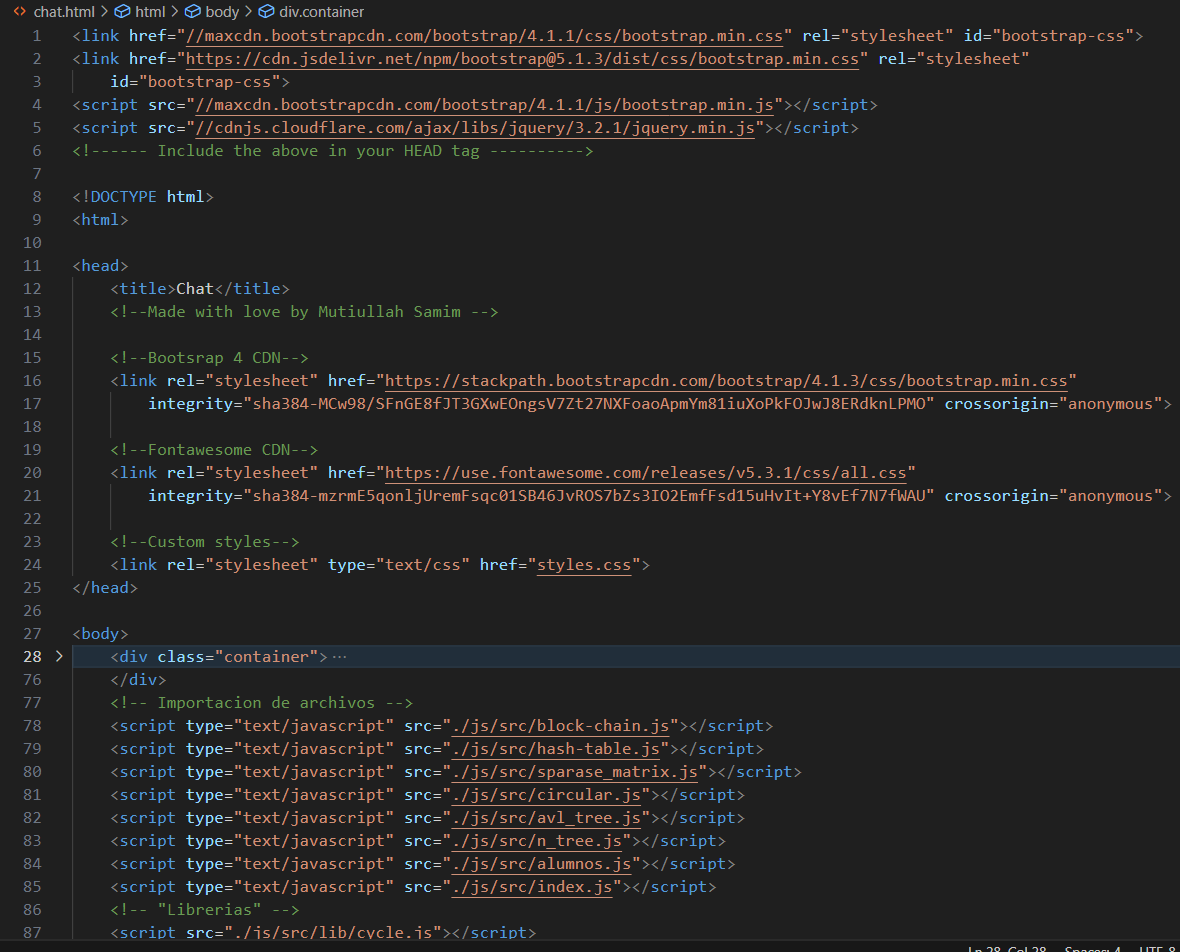 chat.html > html > body > div.container
1 <link href="//maxcdn.bootstrapcdn.com/bootstrap/4.1.1/css/bootstrap.min.css" rel="stylesheet" id="bootstrap-css">
2 <link href="https://cdn.jsdelivr.net/npm/bootstrap@5.1.3/dist/css/bootstrap.min.css" rel="stylesheet"
3     id="bootstrap-css">
4 <script src="//maxcdn.bootstrapcdn.com/bootstrap/4.1.1/js/bootstrap.min.js"></script>
5 <script src="//cdnjs.cloudflare.com/ajax/libs/jquery/3.2.1/jquery.min.js"></script>
6 <!------ Include the above in your HEAD tag ---------->
7
8 <!DOCTYPE html>
9 <html>
10
11 <head>
12     <title>Chat</title>
13     <!--Made with love by Mutiullah Samim -->
14
15     <!--Bootsrap 4 CDN-->
16     <link rel="stylesheet" href="https://stackpath.bootstrapcdn.com/bootstrap/4.1.3/css/bootstrap.min.css"
17         integrity="sha384-MCw98/SFnGE8fJT3GXwEOngsV7Zt27NXFoaoApmYm81iuXoPkFOJwJ8ERdknLPMO" crossorigin="anonymous">
18
19     <!--Fontawesome CDN-->
20     <link rel="stylesheet" href="https://use.fontawesome.com/releases/v5.3.1/css/all.css"
21         integrity="sha384-mzrmE5qonljUremFsqc01SB46JvROS7bZs3IO2EmfFsd15uHvIt+Y8vEf7N7fWAU" crossorigin="anonymous">
22
23     <!--Custom styles-->
24     <link rel="stylesheet" type="text/css" href="styles.css">
25 </head>
26
27 <body>
28 >     <div class="container">···
76     </div>
77     <!-- Importacion de archivos -->
78     <script type="text/javascript" src="./js/src/block-chain.js"></script>
79     <script type="text/javascript" src="./js/src/hash-table.js"></script>
80     <script type="text/javascript" src="./js/src/sparase_matrix.js"></script>
81     <script type="text/javascript" src="./js/src/circular.js"></script>
82     <script type="text/javascript" src="./js/src/avl_tree.js"></script>
83     <script type="text/javascript" src="./js/src/n_tree.js"></script>
84     <script type="text/javascript" src="./js/src/alumnos.js"></script>
85     <script type="text/javascript" src="./js/src/index.js"></script>
86     <!-- "Librerias" -->
87     <script src="./js/src/lib/cycle.js"></script>
Ln 28, Col 28 Spaces: 4 UTF-8